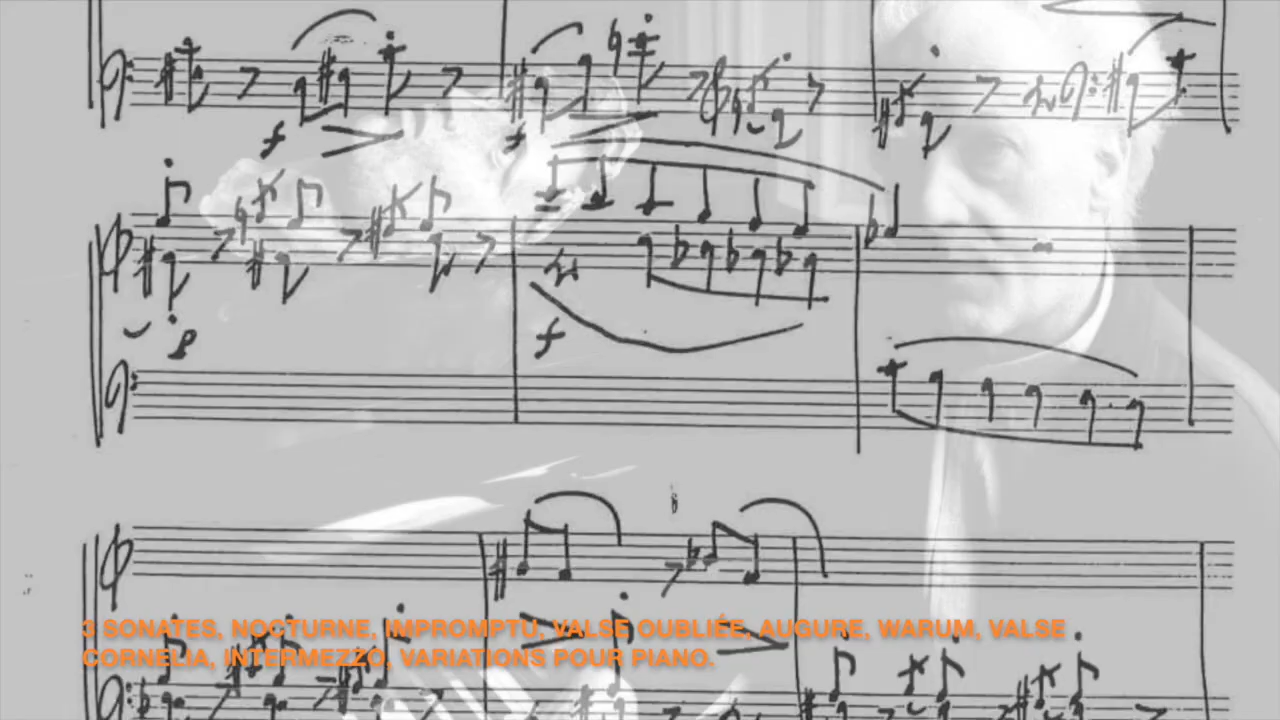 3 SONATES, NOCTURNE, IMPROMPTU, VALSE OUBLIÉE, AUGURE, WARUM, VALSE
CORNELIA, INTERMEZZO, VARIATIONS POUR PIANO.